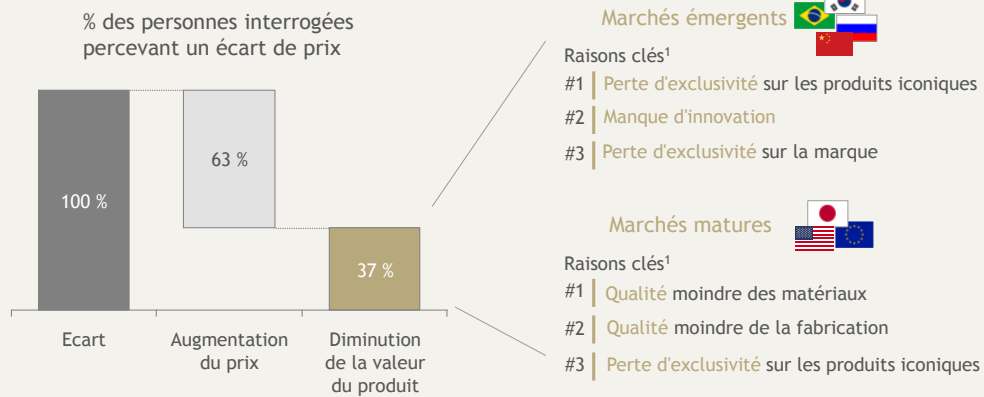 % des personnes interrogées
percevant un écart de prix
100 %
63 %
37 %
Ecart
Augmentation
du prix
Diminution
de la valeur
du produit
Marchés émergents
Raisons clés¹
#1 Perte d'exclusivité sur les produits iconiques
#2 Manque d'innovation
#3 Perte d'exclusivité sur la marque
Marchés matures
Raisons clés¹
#1 Qualité moindre des matériaux
#2 Qualité moindre de la fabrication
#3 Perte d'exclusivité sur les produits iconiques